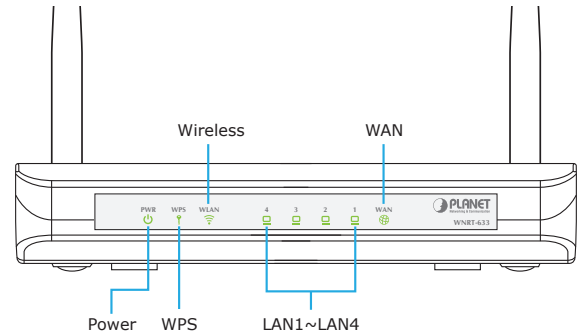 Wireless WAN
PWR WPS WLAN 4 3 2 1 WAN
PLANET
Networking & Communication
WNRT-633
Power WPS LAN1~LAN4